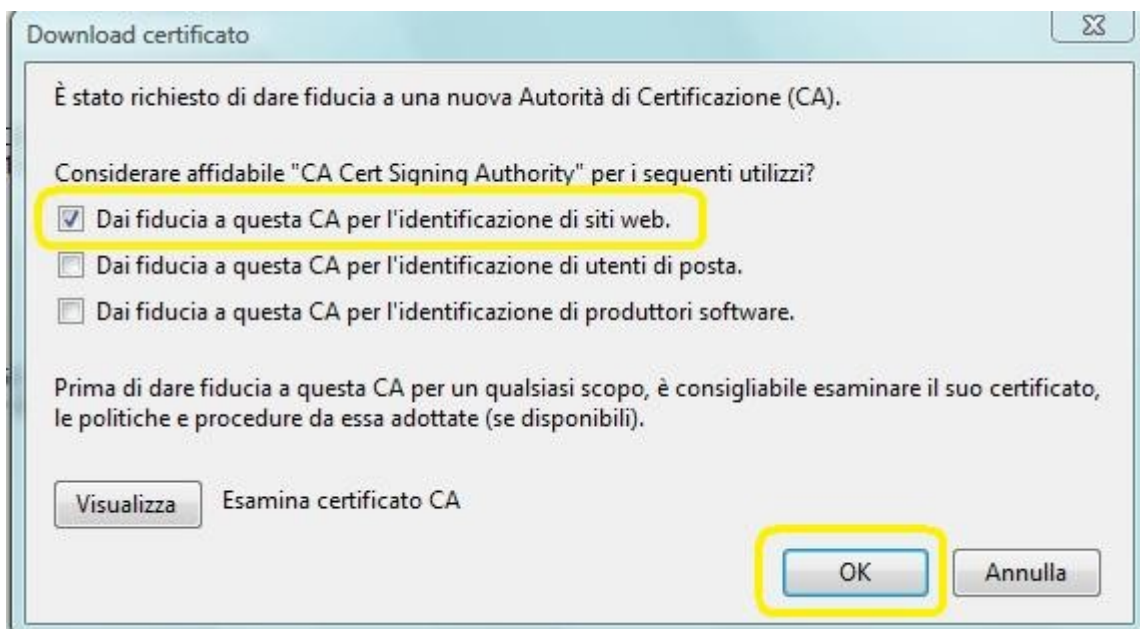 Download certificato
È stato richiesto di dare fiducia a una nuova Autorità di Certificazione (CA).
Considerare affidabile "CA Cert Signing Authority" per i seguenti utilizzi?
Dai fiducia a questa CA per l'identificazione di siti web.
Dai fiducia a questa CA per l'identificazione di utenti di posta.
Dai fiducia a questa CA per l'identificazione di produttori software.
Prima di dare fiducia a questa CA per un qualsiasi scopo, è consigliabile esaminare il suo certificato,
le politiche e procedure da essa adottate (se disponibili).
Visualizza Esamina certificato CA
OK Annulla